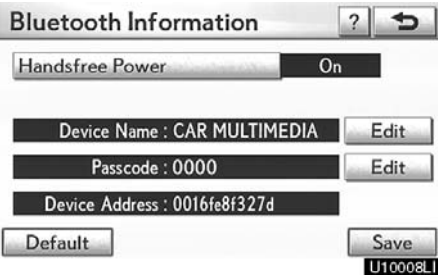 Bluetooth Information ?
Handsfree Power On
Device Name : CAR MULTIMEDIA Edit
Passcode : 0000 Edit
Device Address : 0016fe8f327d
Default Save
U10008LI